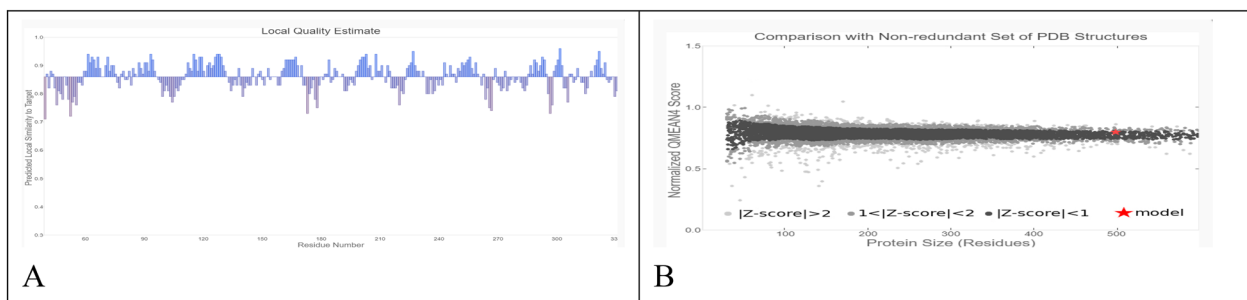 Local Quality Estimate
Predicted Local Similarity to Target
1.0
0.9
0.8
0.7
0.6
0.5
0.4
0.3
60
90
120
150
180
210
240
270
300
33
Residue Number
A
Comparison with Non-redundant Set of PDB Structures
Normalized QMEAN4 Score
1.5
1.0
0.5
0.0
|Z-score|>2
1<|Z-score|<2
|Z-score|<1
model
100
200
300
400
500
Protein Size (Residues)
B